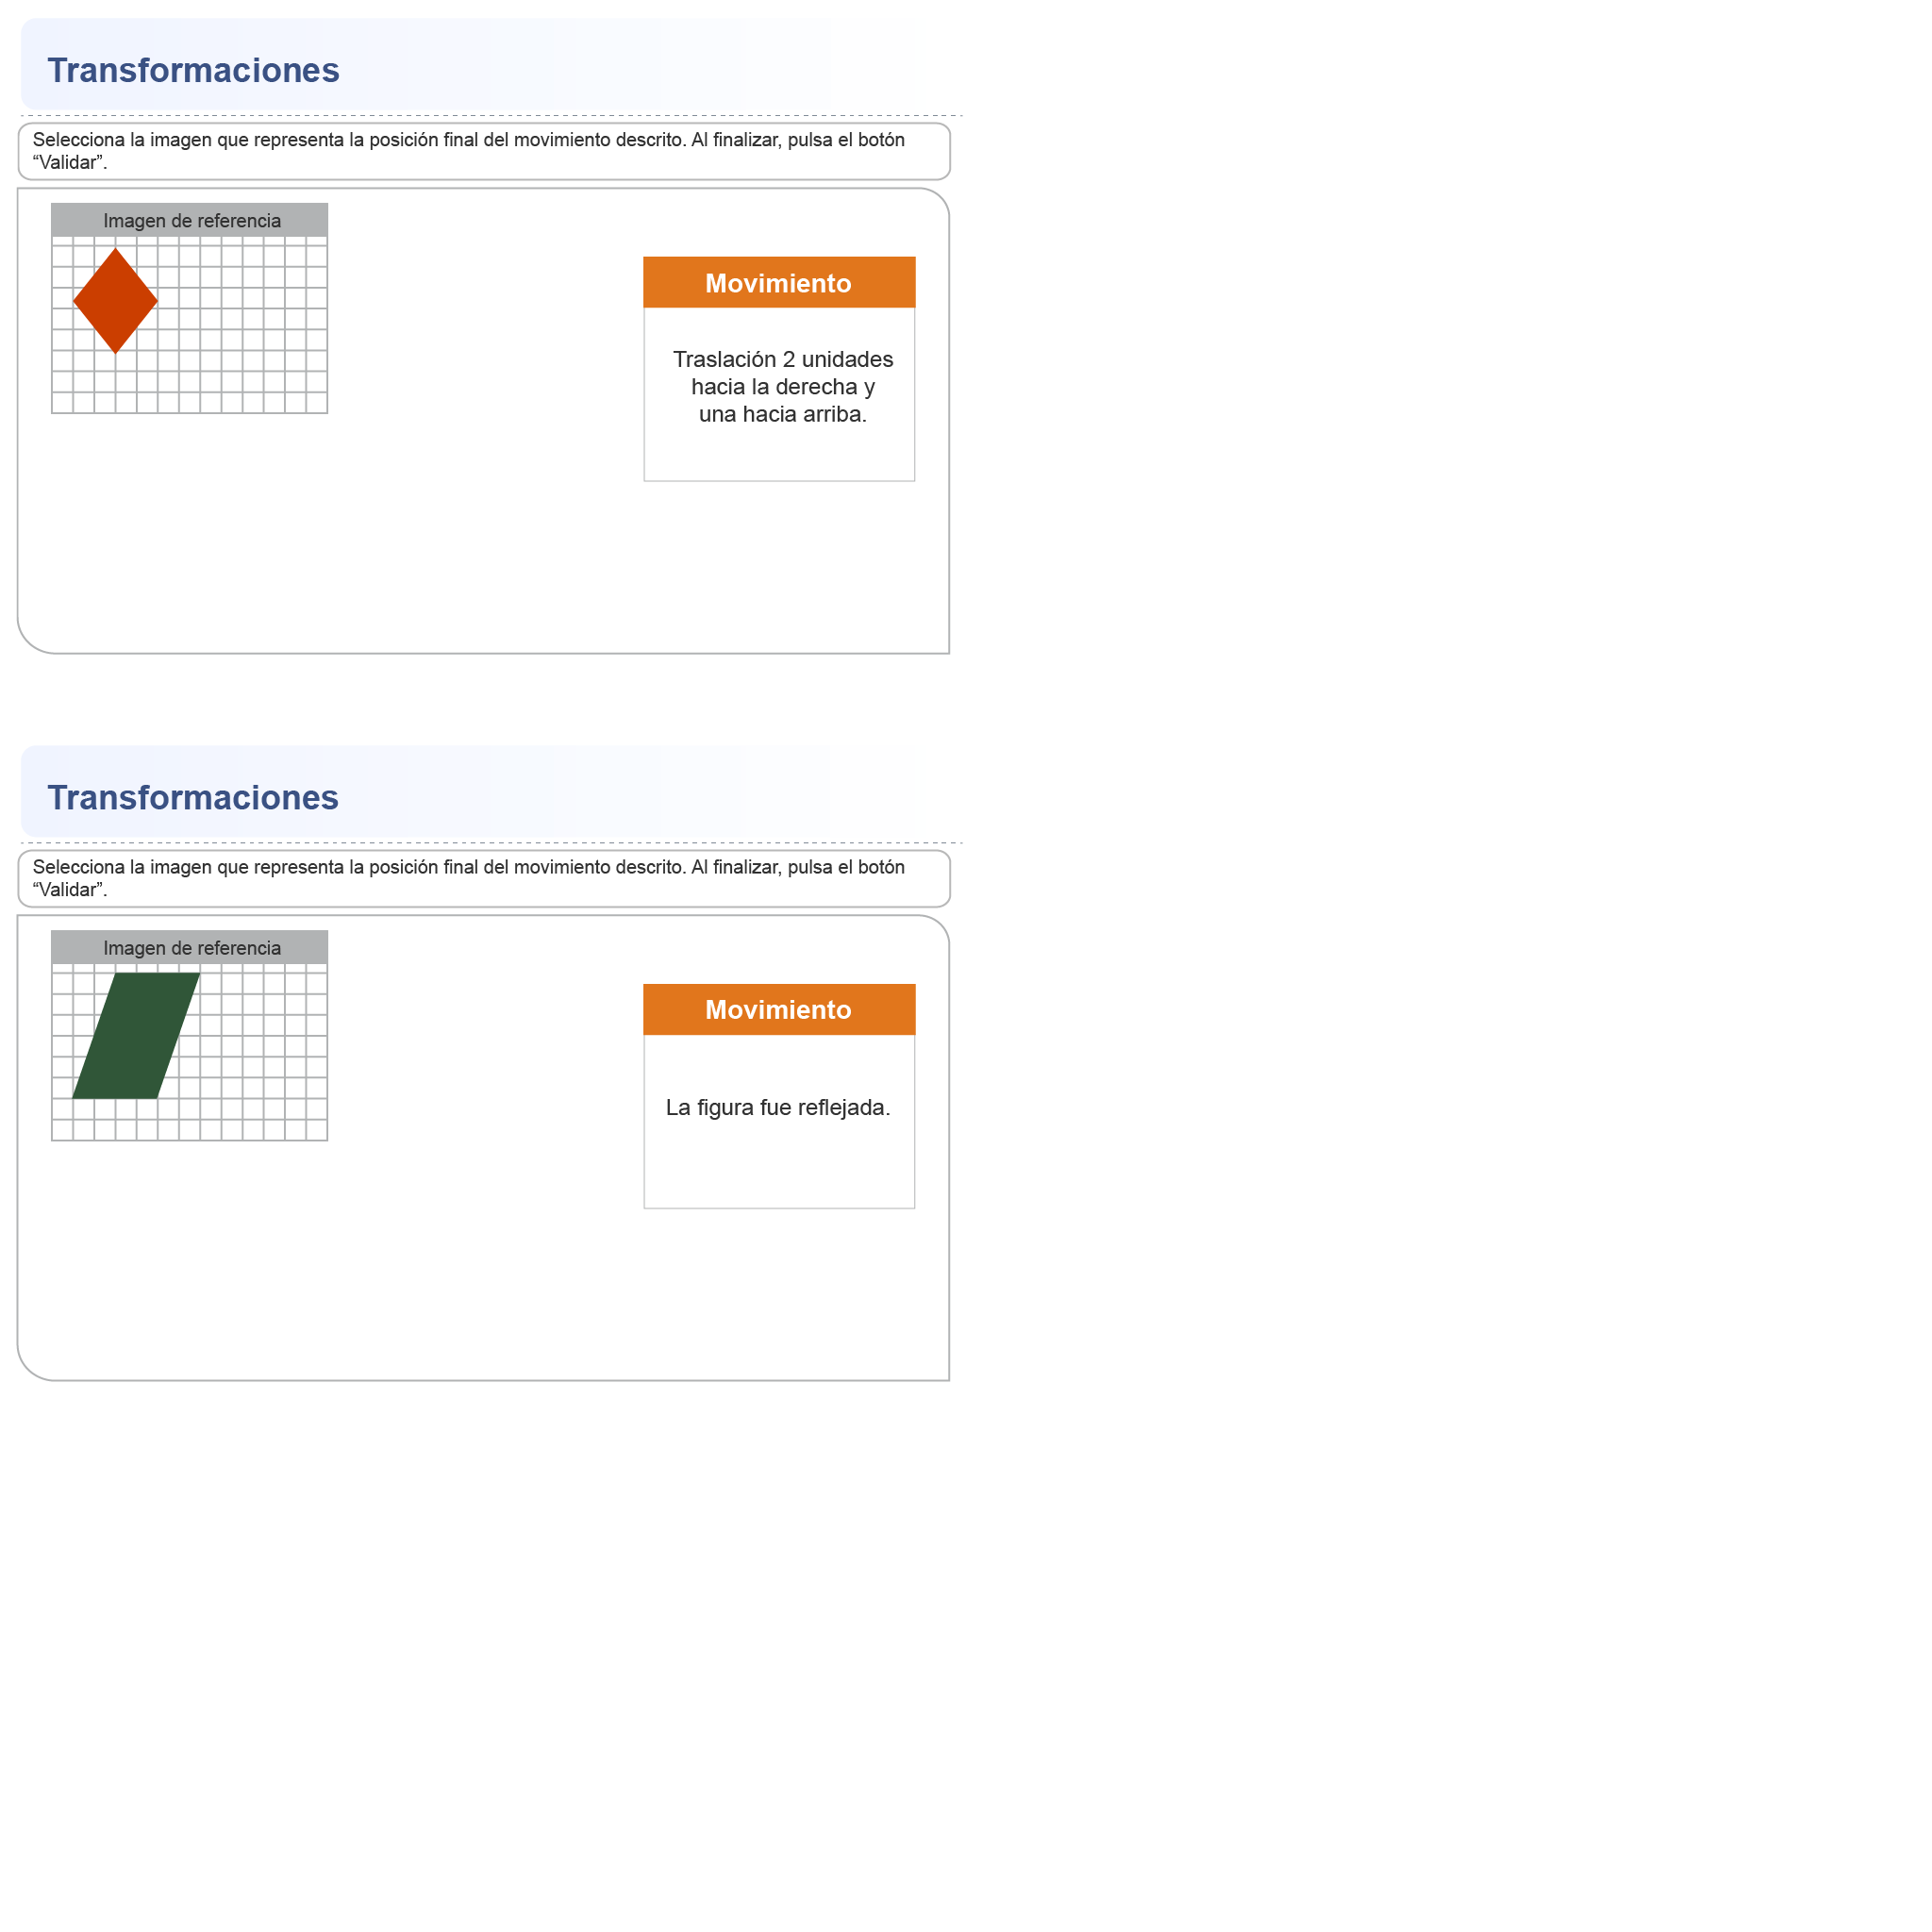 Transformaciones
Selecciona la imagen que representa la posición final del movimiento descrito. Al finalizar, pulsa el botón
“Validar”.
Imagen de referencia
Movimiento
Traslación 2 unidades
hacia la derecha y
una hacia arriba.
Transformaciones
Selecciona la imagen que representa la posición final del movimiento descrito. Al finalizar, pulsa el botón
“Validar”.
Imagen de referencia
Movimiento
La figura fue reflejada.